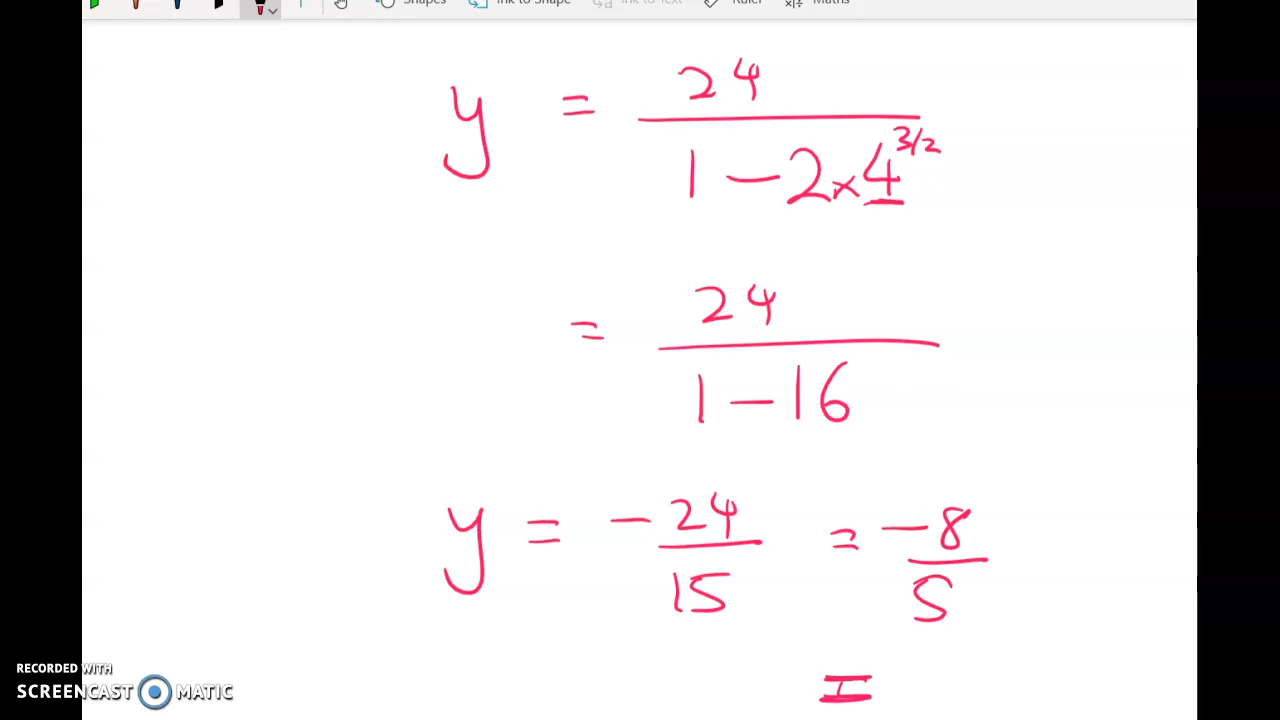 Shapes Ink to Shape Ink to Text Ruler Maths
y = 24
1 - 2 × 4^3/2
= 24
1 - 16
y = - 24 = - 8
15 5
RECORDED WITH
SCREENCAST MATIC